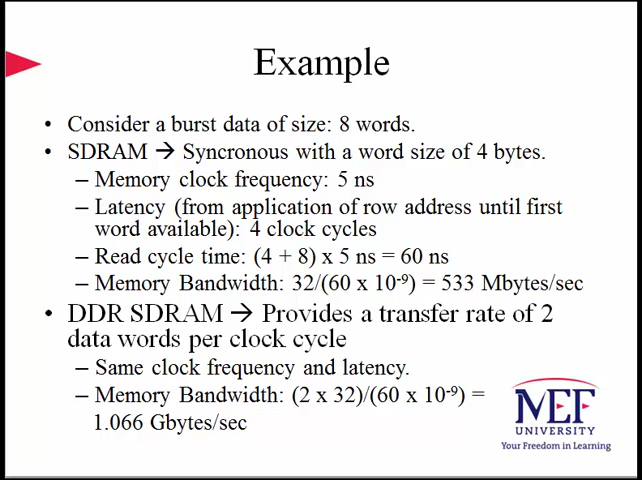 Example
• Consider a burst data of size: 8 words.
• SDRAM → Syncronous with a word size of 4 bytes.
– Memory clock frequency: 5 ns
– Latency (from application of row address until first
word available): 4 clock cycles
– Read cycle time: (4 + 8) x 5 ns = 60 ns
– Memory Bandwidth: 32/(60 x 10⁻⁹) = 533 Mbytes/sec
• DDR SDRAM → Provides a transfer rate of 2
data words per clock cycle
– Same clock frequency and latency.
– Memory Bandwidth: (2 x 32)/(60 x 10⁻⁹) =
1.066 Gbytes/sec
MEF
UNIVERSITY
Your Freedom in Learning